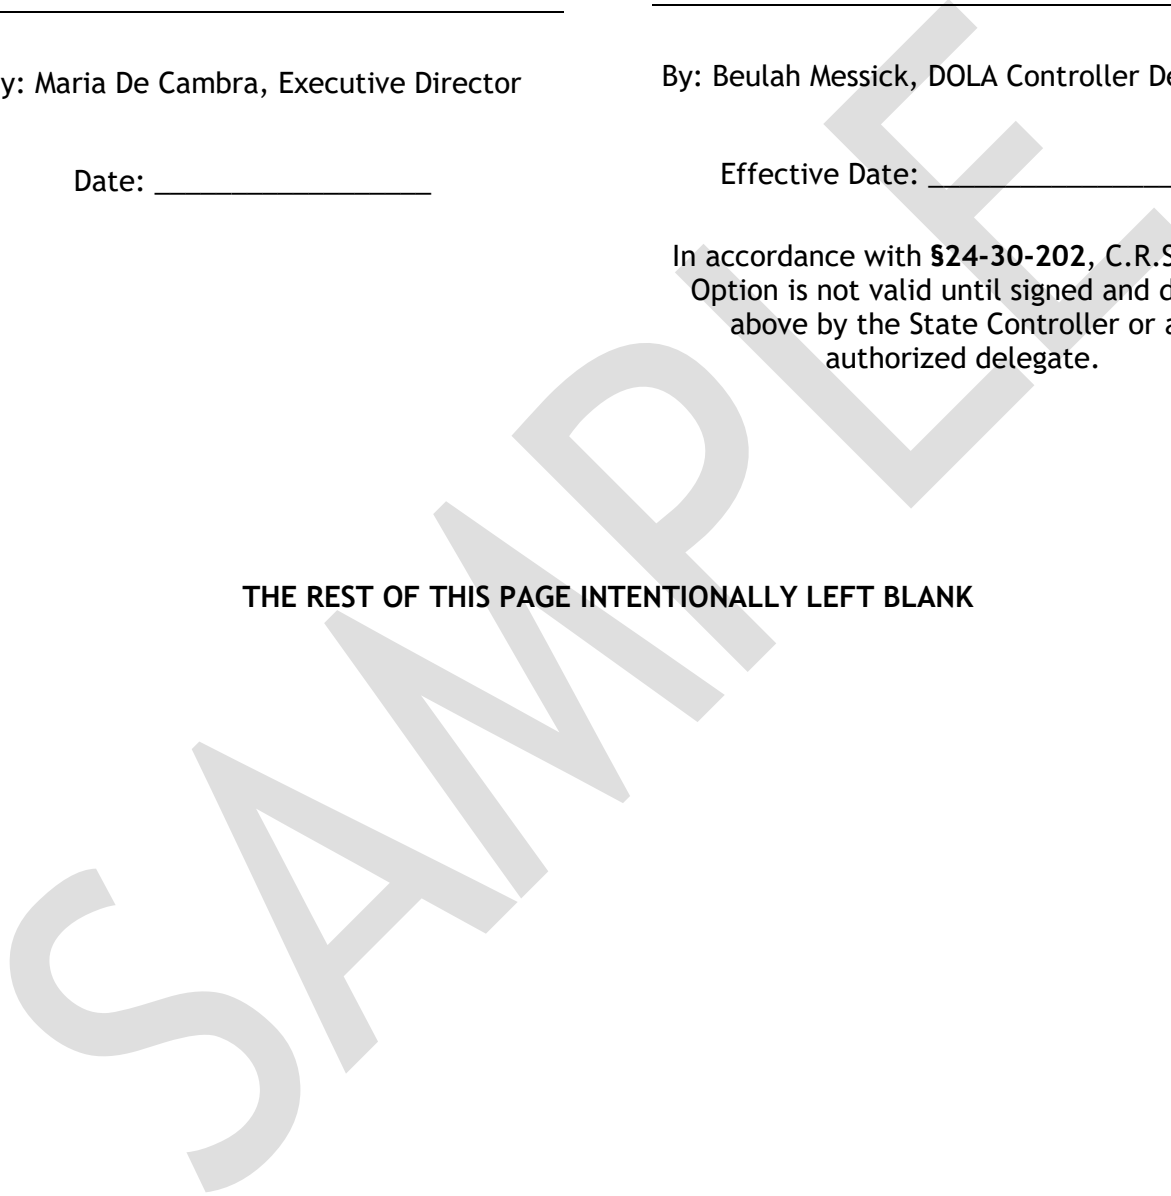 y: Maria De Cambra, Executive Director
Date: ____________________
By: Beulah Messick, DOLA Controller De
Effective Date: __________________
In accordance with §24-30-202, C.R.S
Option is not valid until signed and d
above by the State Controller or a
authorized delegate.
THE REST OF THIS PAGE INTENTIONALLY LEFT BLANK
SAMPLE